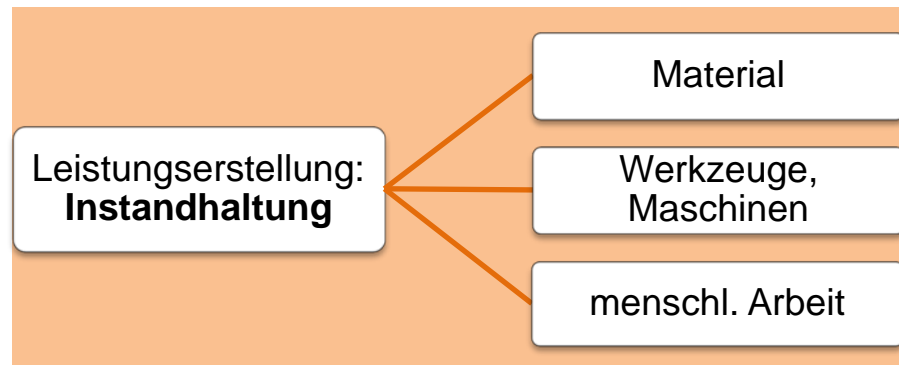 Material
Leistungserstellung:
Instandhaltung
Werkzeuge,
Maschinen
menschl. Arbeit